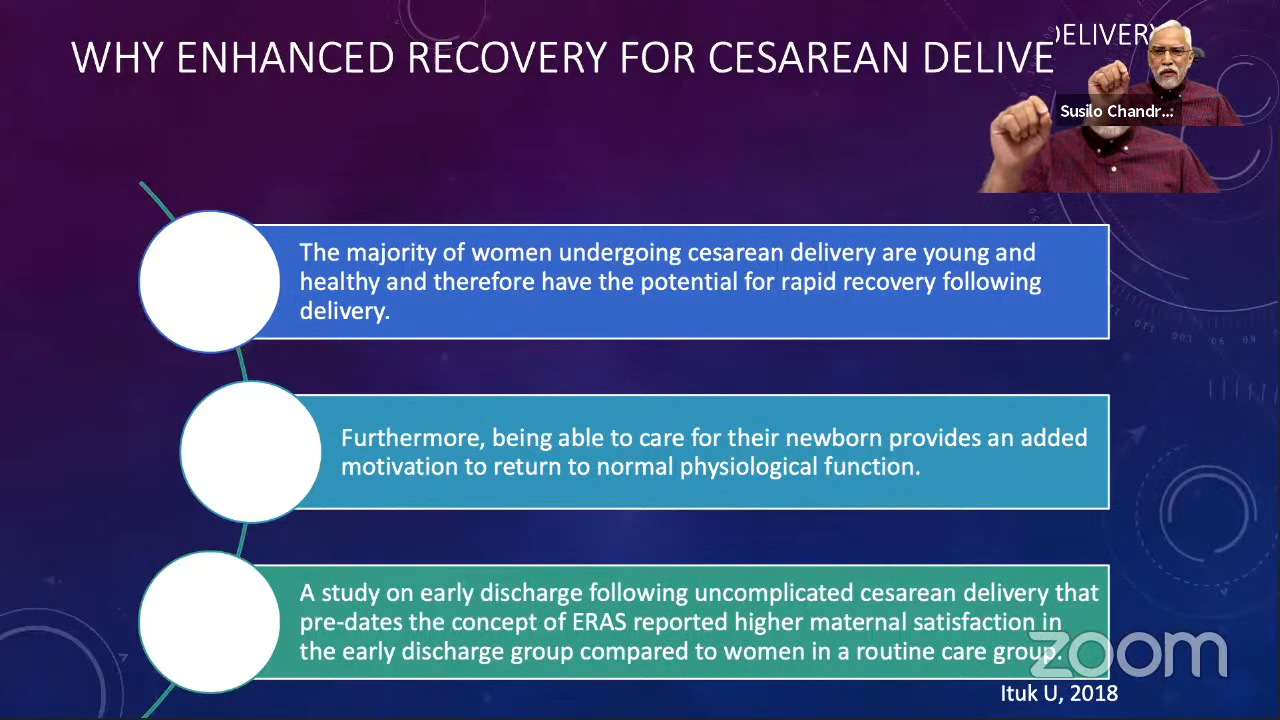 WHY ENHANCED RECOVERY FOR CESAREAN DELIVE
DELIVERY
Susilo Chandr...
The majority of women undergoing cesarean delivery are young and
healthy and therefore have the potential for rapid recovery following
delivery.
Furthermore, being able to care for their newborn provides an added
motivation to return to normal physiological function.
A study on early discharge following uncomplicated cesarean delivery that
pre-dates the concept of ERAS reported higher maternal satisfaction in
the early discharge group compared to women in a routine care group.
zoom
Ituk U, 2018